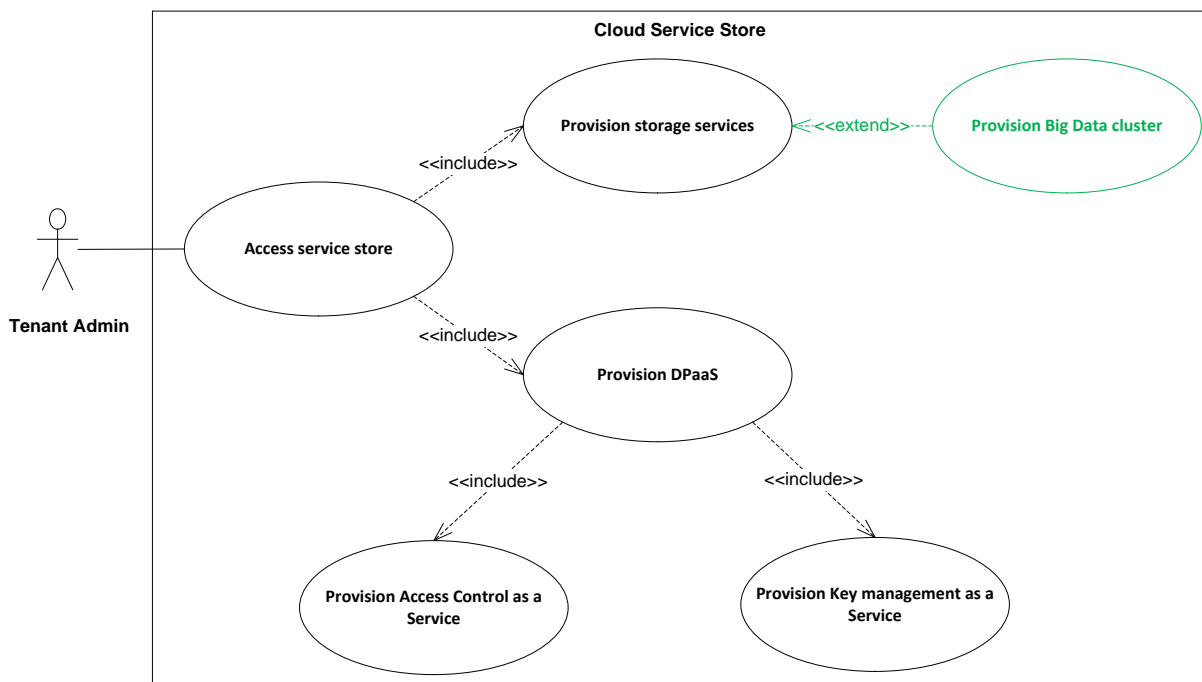 Cloud Service Store
Provision storage services
<<extend>>
Provision Big Data cluster
<<include>>
Access service store
Tenant Admin
<<include>>
Provision DPaaS
<<include>>
<<include>>
Provision Access Control as a
Service
Provision Key management as a
Service